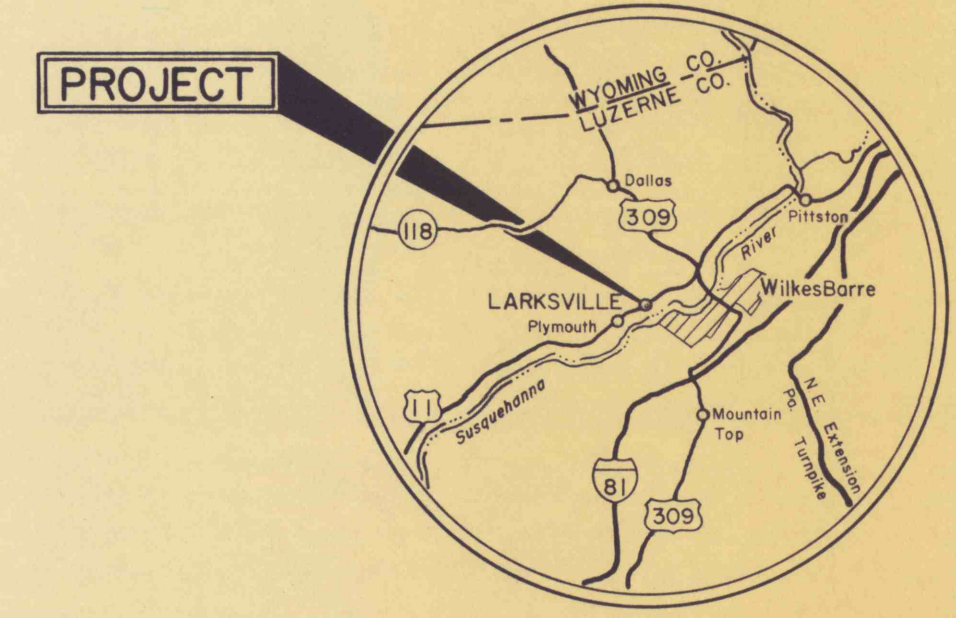 PROJECT
WYOMING CO.
LUZERNE CO.
Dallas
309
118
Pittston
River
WilkesBarre
LARKSVILLE
Plymouth
11
Susquehanna
Mountain
Top
N.E. Extension
Pa. Turnpike
81
309